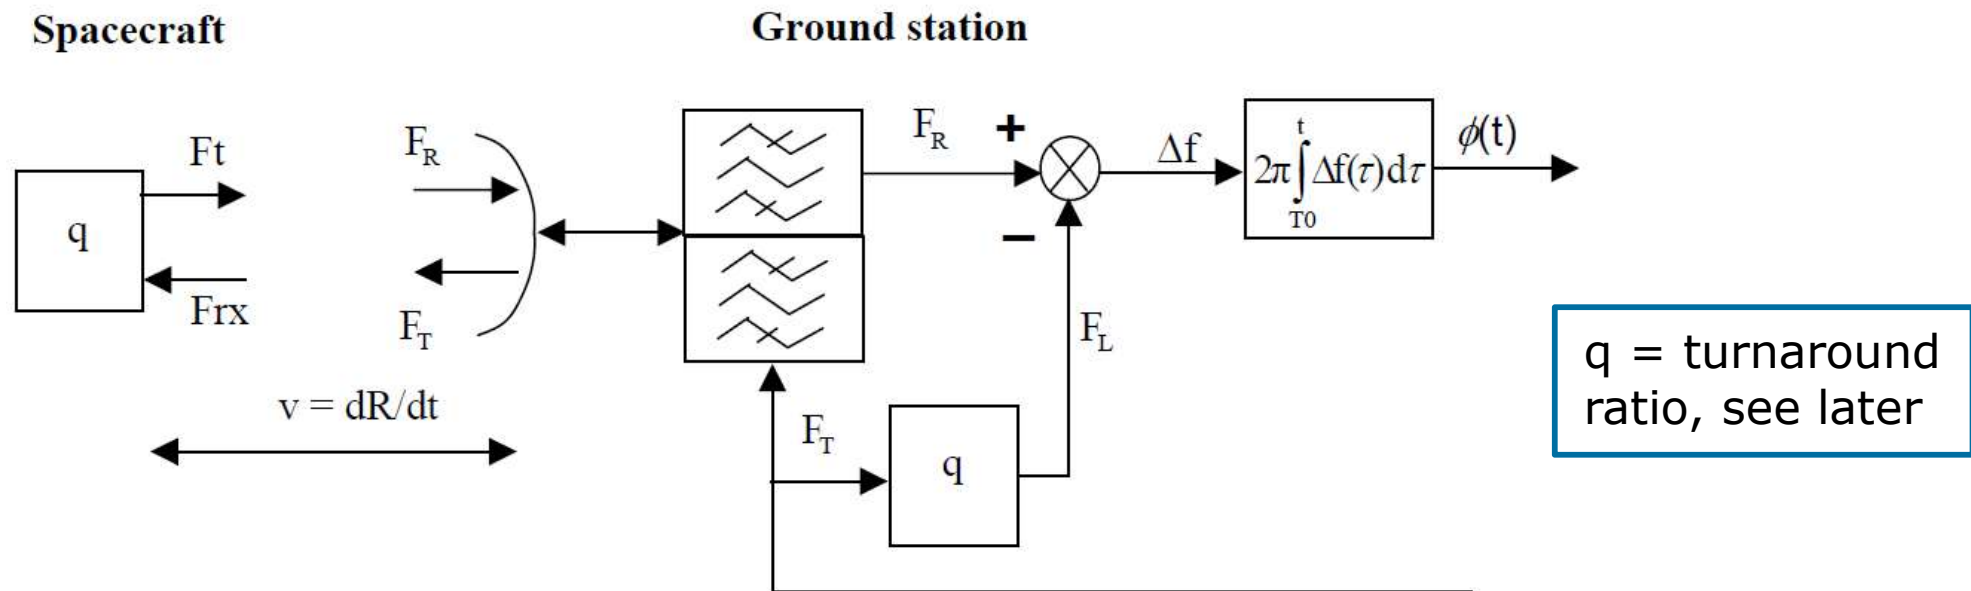 Spacecraft
Ground station
Ft
q
Frx
F_R
F_T
v = dR/dt
F_R
+
−
Δf
2π∫_{T0}^{t}Δf(τ)dτ
ϕ(t)
F_L
F_T
q
q = turnaround
ratio, see later